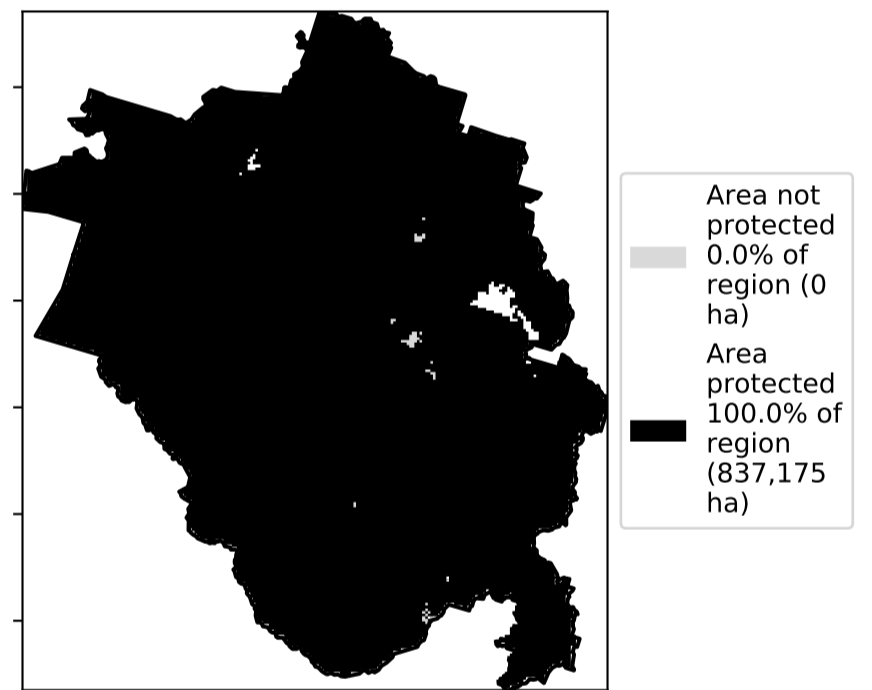 Area not
protected
0.0% of
region (0
ha)
Area
protected
100.0% of
region
(837,175
ha)